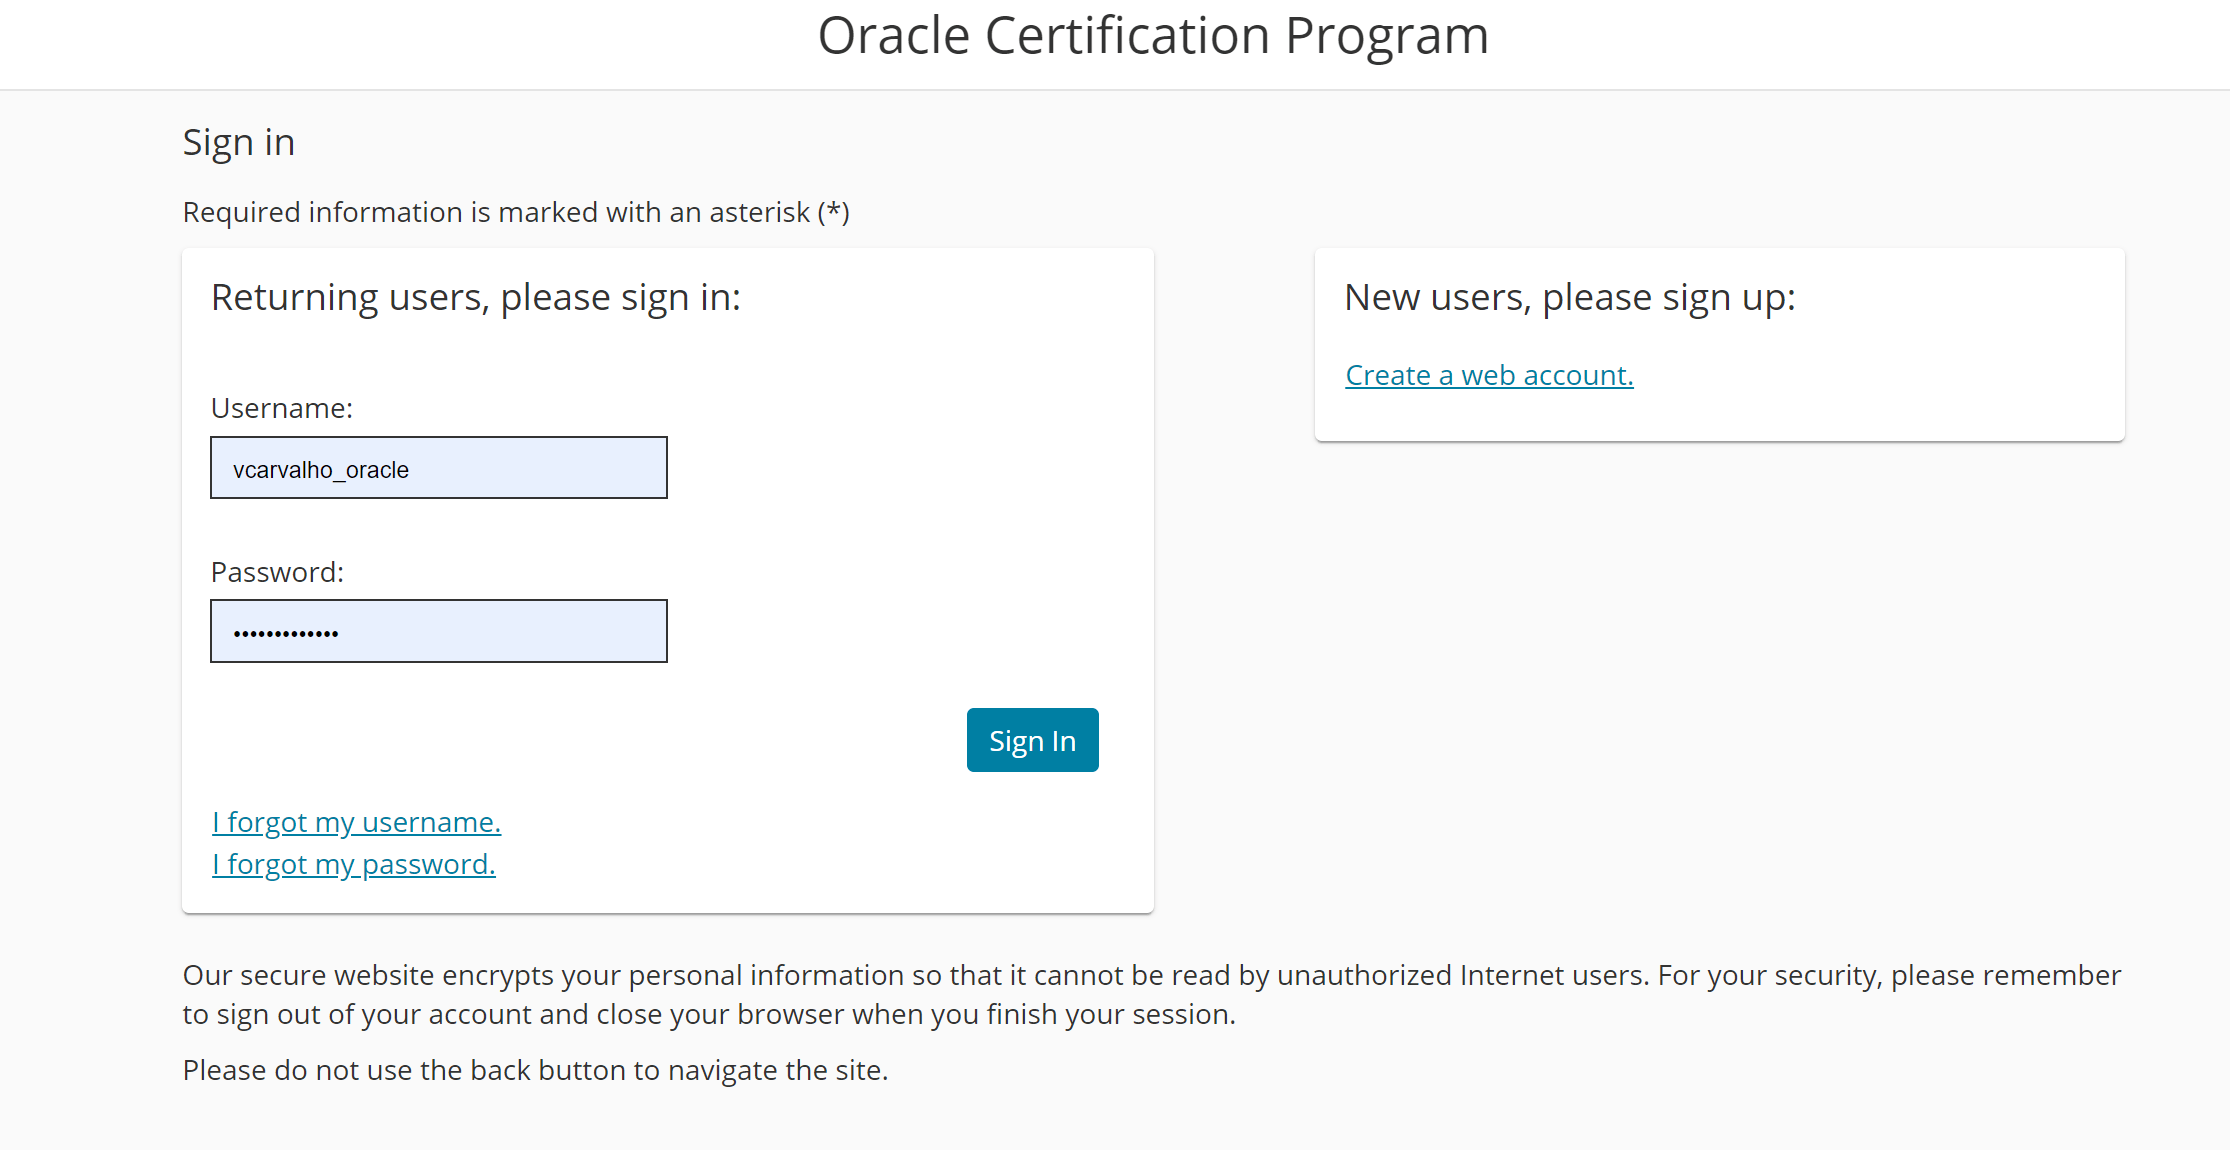 Oracle Certification Program
Sign in
Required information is marked with an asterisk (*)
Returning users, please sign in:
Username:
vcarvalho_oracle
Password:
•••••••••••••
Sign In
I forgot my username.
I forgot my password.
New users, please sign up:
Create a web account.
Our secure website encrypts your personal information so that it cannot be read by unauthorized Internet users. For your security, please remember
to sign out of your account and close your browser when you finish your session.
Please do not use the back button to navigate the site.